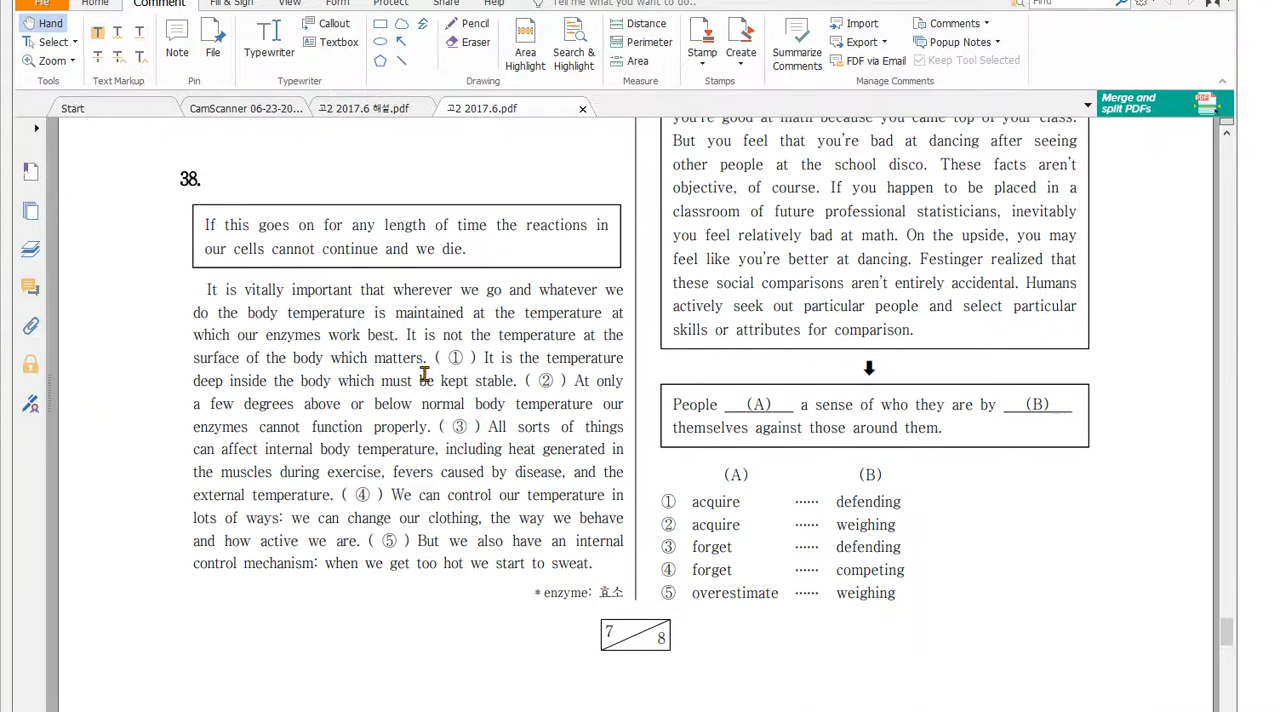 File
Home
Comment
Fill & Sign
View
Form
Protect
Share
Help
Tell me what you want to do..
Find
Hand
Select
Zoom
Tools
T T T
T T T
Text Markup
Note
File
Pin
Typewriter
Callout
Textbox
Typewriter
Pencil
Eraser
Drawing
Area Highlight
Search & Highlight
Distance
Perimeter
Area
Measure
Stamp
Create
Stamps
Summarize Comments
Import
Export
FDF via Email
Comments
Popup Notes
Keep Tool Selected
Manage Comments
Start
CamScanner 06-23-20...
고2 2017.6 해설.pdf
고2 2017.6.pdf
Merge and split PDFs
PDF
38.
If this goes on for any length of time the reactions in
our cells cannot continue and we die.
It is vitally important that wherever we go and whatever we
do the body temperature is maintained at the temperature at
which our enzymes work best. It is not the temperature at the
surface of the body which matters. ( ① ) It is the temperature
deep inside the body which must be kept stable. ( ② ) At only
a few degrees above or below normal body temperature our
enzymes cannot function properly. ( ③ ) All sorts of things
can affect internal body temperature, including heat generated in
the muscles during exercise, fevers caused by disease, and the
external temperature. ( ④ ) We can control our temperature in
lots of ways: we can change our clothing, the way we behave
and how active we are. ( ⑤ ) But we also have an internal
control mechanism: when we get too hot we start to sweat.
* enzyme: 효소
you're good at math because you came top of your class.
But you feel that you're bad at dancing after seeing
other people at the school disco. These facts aren't
objective, of course. If you happen to be placed in a
classroom of future professional statisticians, inevitably
you feel relatively bad at math. On the upside, you may
feel like you're better at dancing. Festinger realized that
these social comparisons aren't entirely accidental. Humans
actively seek out particular people and select particular
skills or attributes for comparison.
People (A) a sense of who they are by (B)
themselves against those around them.
(A) (B)
① acquire ······ defending
② acquire ······ weighing
③ forget ······ defending
④ forget ······ competing
⑤ overestimate ······ weighing
7 8